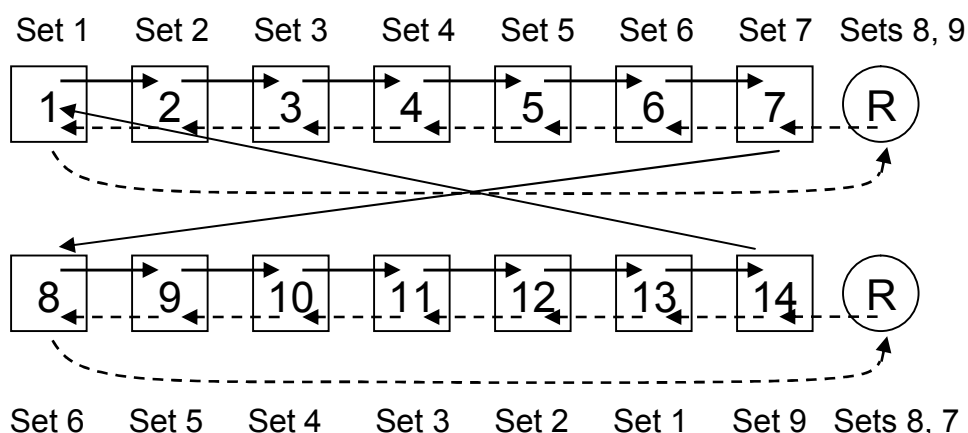 Set 1 Set 2 Set 3 Set 4 Set 5 Set 6 Set 7 Sets 8, 9
1 2 3 4 5 6 7 R
8 9 10 11 12 13 14 R
Set 6 Set 5 Set 4 Set 3 Set 2 Set 1 Set 9 Sets 8, 7